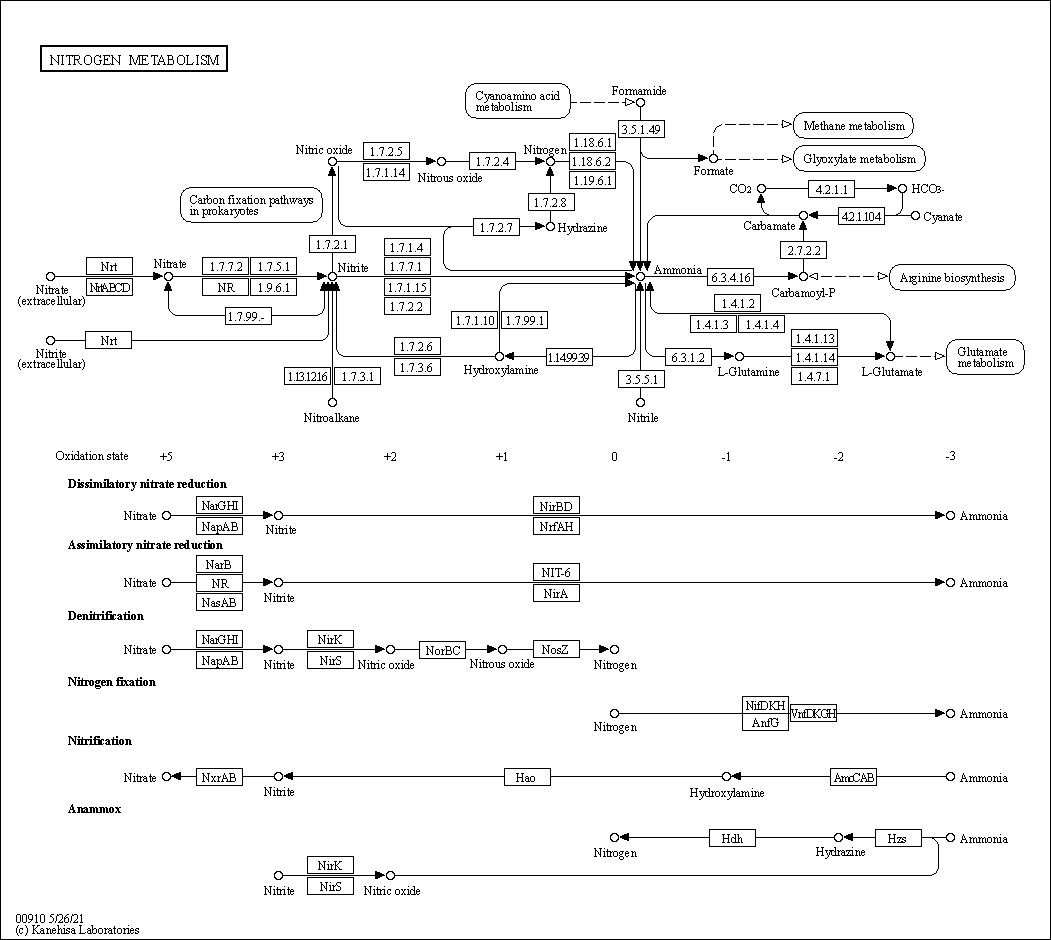 NITROGEN METABOLISM
Cyanoamino acid
metabolism
Formamide
3.5.1.49
Methane metabolism
Glyoxylate metabolism
Formate
Nitric oxide
1.7.2.5
1.7.1.14
Nitrous oxide
1.7.2.4
Nitrogen
1.18.6.1
1.18.6.2
1.19.6.1
CO2
4.2.1.1
HCO3-
Carbon fixation pathways
in prokaryotes
1.7.2.8
1.7.2.7
Hydrazine
Carbamate
4.2.1.104
Cyanate
1.7.2.1
2.7.2.2
Nrt
NrtABCD
Nitrate
(extracellular)
Nitrate
1.7.7.2
1.7.5.1
NR
1.9.6.1
Nitrite
1.7.1.4
1.7.7.1
1.7.1.15
1.7.2.2
Ammonia
6.3.4.16
Carbamoyl-P
Arginine biosynthesis
1.7.99.-
1.7.1.10
1.7.99.1
1.4.1.2
1.4.1.3
1.4.1.4
Nrt
Nitrite
(extracellular)
1.7.2.6
1.7.3.6
Hydroxylamine
1.14.99.39
6.3.1.2
L-Glutamine
1.4.1.13
1.4.1.14
1.4.7.1
L-Glutamate
Glutamate
metabolism
1.13.12.16
1.7.3.1
3.5.5.1
Nitroalkane
Nitrile
Oxidation state +5 +3 +2 +1 0 -1 -2 -3
Dissimilatory nitrate reduction
NarGHI
NirBD
Nitrate
Nitrite
Ammonia
NapAB
NrfAH
Assimilatory nitrate reduction
NarB
NIT-6
Nitrate
NR
Nitrite
Ammonia
NasAB
NirA
Denitrification
NarGHI
NirK
Nitrate
Nitrite
Nitric oxide
NorBC
Nitrous oxide
NosZ
Nitrogen
NapAB
NirS
Nitrogen fixation
NifDKH
VnfDKGH
Nitrogen
AnfG
Ammonia
Nitrification
Nitrate
NxrAB
Nitrite
Hao
Hydroxylamine
AmcCAB
Ammonia
Anammox
Nitrogen
Hdh
Hydrazine
Hzs
Ammonia
NirK
Nitrite
NirS
Nitric oxide
00910 5/26/21
(c) Kanehisa Laboratories